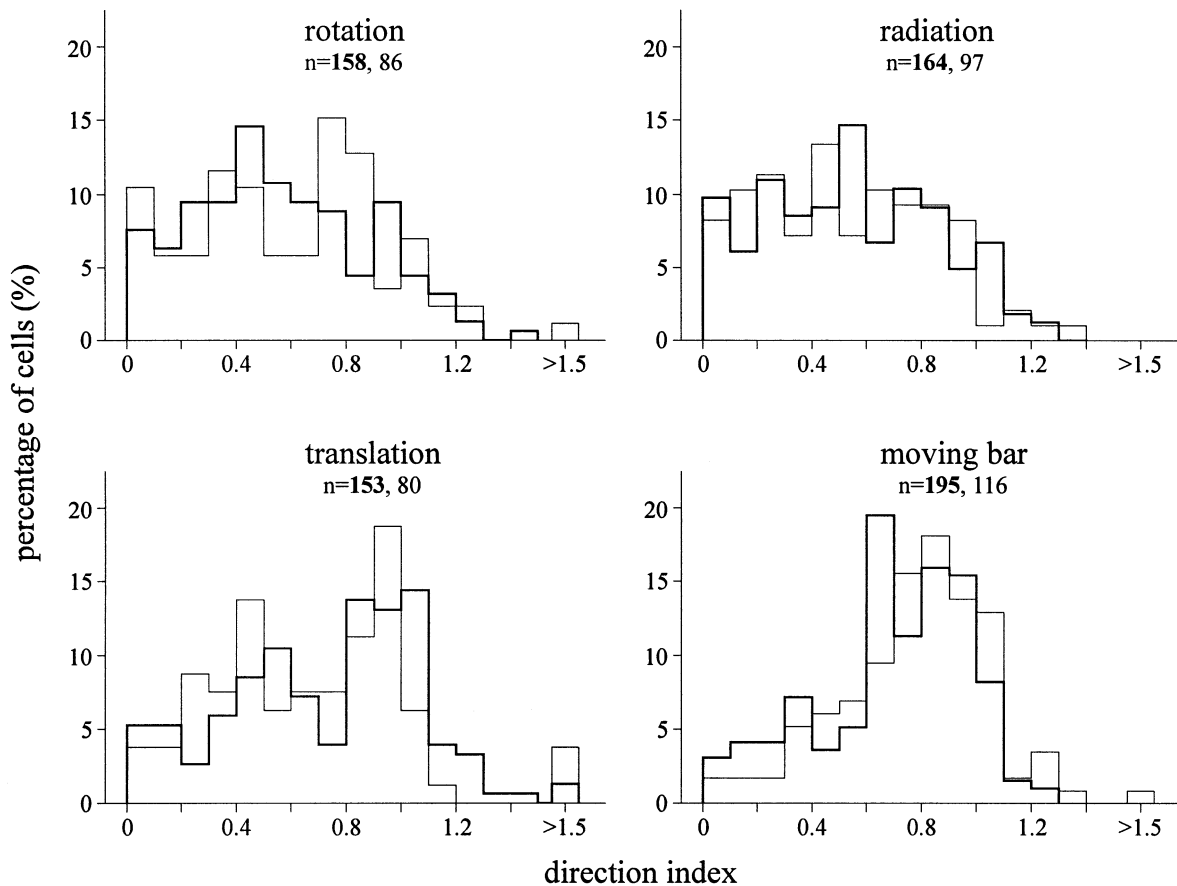 rotation
n=158, 86
20
15
10
5
0
0 0.4 0.8 1.2 >1.5
radiation
n=164, 97
20
15
10
5
0
0 0.4 0.8 1.2 >1.5
percentage of cells (%)
translation
n=153, 80
20
15
10
5
0
0 0.4 0.8 1.2 >1.5
moving bar
n=195, 116
20
15
10
5
0
0 0.4 0.8 1.2 >1.5
direction index